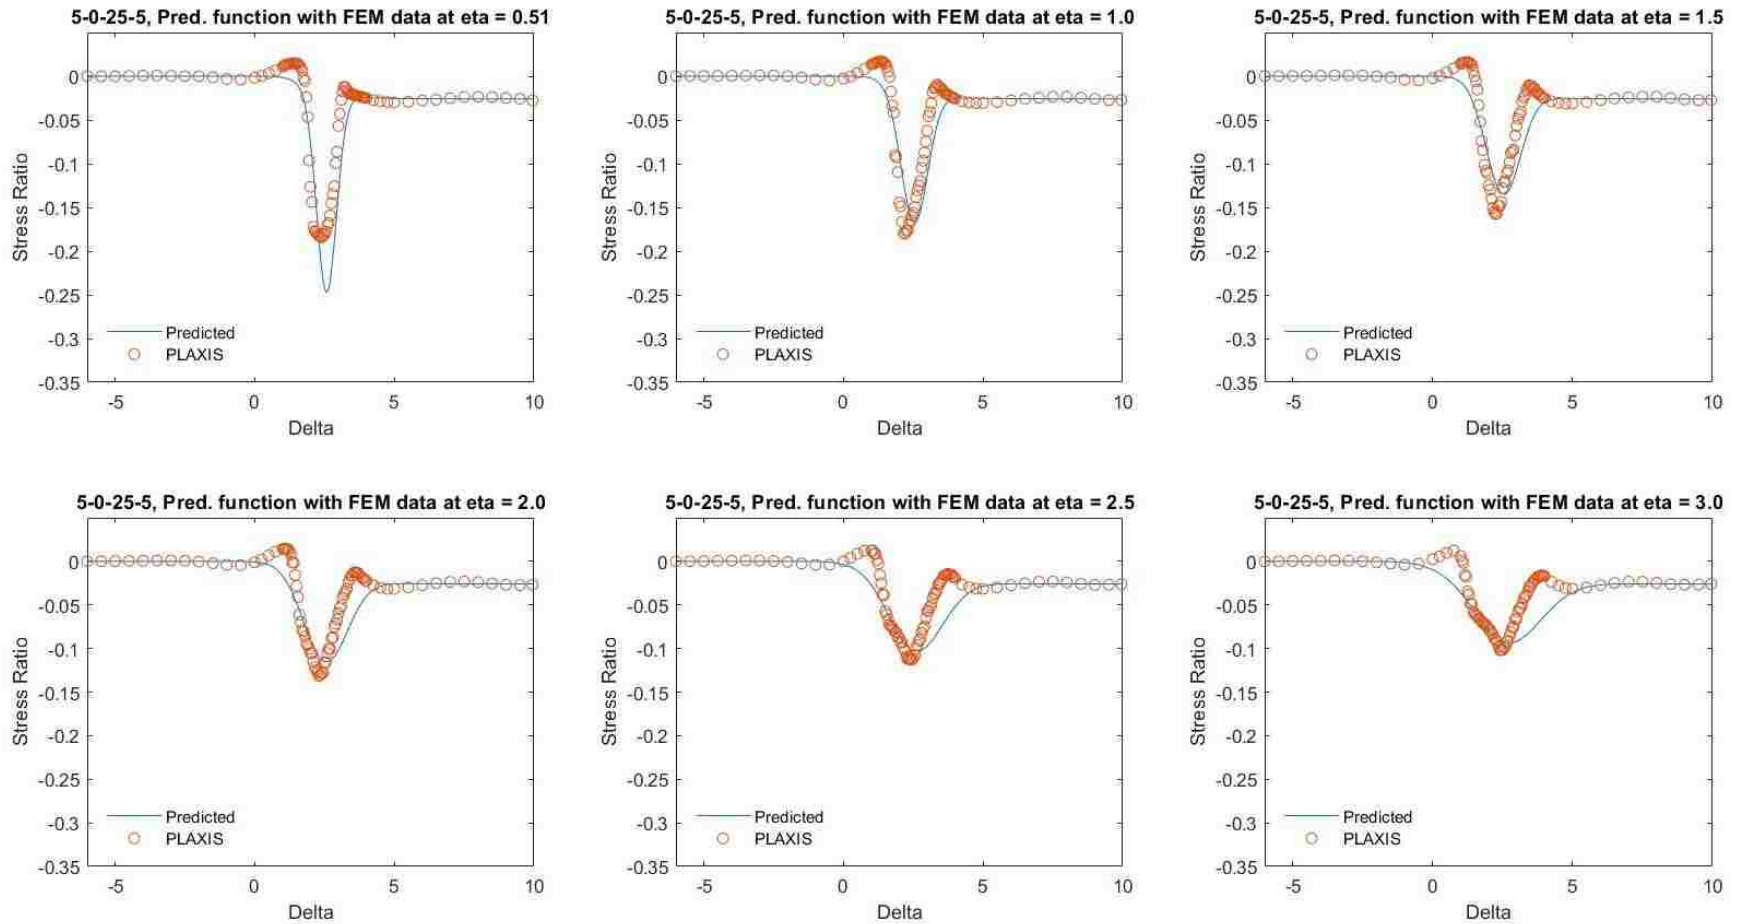 5-0-25-5, Pred. function with FEM data at eta = 0.51
0
-0.05
-0.1
-0.15
-0.2
-0.25
-0.3
-0.35
Stress Ratio
Predicted
PLAXIS
-5
0
5
10
Delta
5-0-25-5, Pred. function with FEM data at eta = 1.0
0
-0.05
-0.1
-0.15
-0.2
-0.25
-0.3
-0.35
Stress Ratio
Predicted
PLAXIS
-5
0
5
10
Delta
5-0-25-5, Pred. function with FEM data at eta = 1.5
0
-0.05
-0.1
-0.15
-0.2
-0.25
-0.3
-0.35
Stress Ratio
Predicted
PLAXIS
-5
0
5
10
Delta
5-0-25-5, Pred. function with FEM data at eta = 2.0
0
-0.05
-0.1
-0.15
-0.2
-0.25
-0.3
-0.35
Stress Ratio
Predicted
PLAXIS
-5
0
5
10
Delta
5-0-25-5, Pred. function with FEM data at eta = 2.5
0
-0.05
-0.1
-0.15
-0.2
-0.25
-0.3
-0.35
Stress Ratio
Predicted
PLAXIS
-5
0
5
10
Delta
5-0-25-5, Pred. function with FEM data at eta = 3.0
0
-0.05
-0.1
-0.15
-0.2
-0.25
-0.3
-0.35
Stress Ratio
Predicted
PLAXIS
-5
0
5
10
Delta